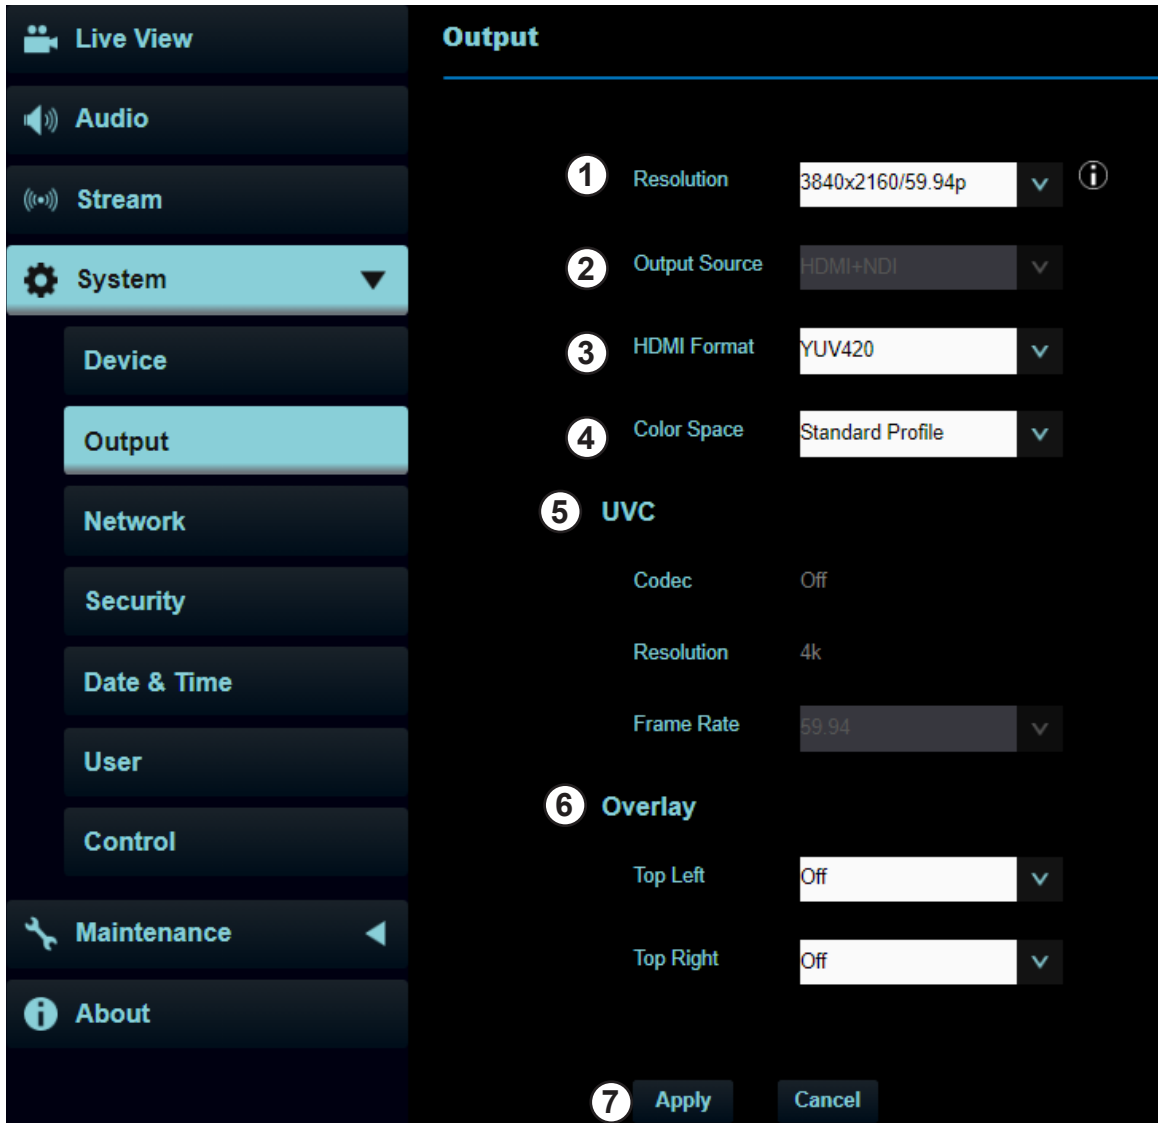 Live View
Audio
Stream
System
Device
Output
Network
Security
Date & Time
User
Control
Maintenance
About
Output
1 Resolution 3840x2160/59.94p
2 Output Source HDMI+NDI
3 HDMI Format YUV420
4 Color Space Standard Profile
5 UVC
Codec Off
Resolution 4k
Frame Rate 59.94
6 Overlay
Top Left Off
Top Right Off
7 Apply Cancel